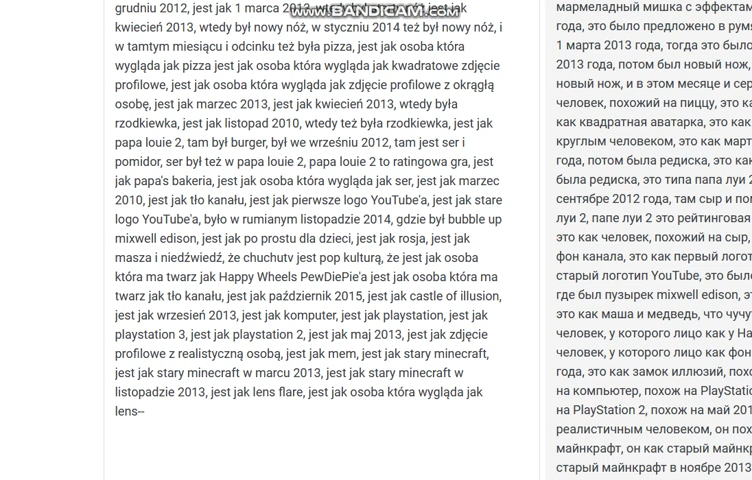 grudniu 2012, jest jak 1 marca 2013, jest jak
www.BANDICAM.com
kwiecień 2013, wtedy był nowy nóż, w styczniu 2014 też był nowy nóż, i
w tamtym miesiącu i odcinku też była pizza, jest jak osoba która
wygląda jak pizza jest jak osoba która wygląda jak kwadratowe zdjęcie
profilowe, jest jak osoba która wygląda jak zdjęcie profilowe z okrągłą
osobę, jest jak marzec 2013, jest jak kwiecień 2013, wtedy była
rzodkiewka, jest jak listopad 2010, wtedy też była rzodkiewka, jest jak
papa louie 2, tam był burger, był we wrześniu 2012, tam jest ser i
pomidor, ser był też w papa louie 2, papa louie 2 to ratingowa gra, jest
jak papa's bakeria, jest jak osoba która wygląda jak ser, jest jak marzec
2010, jest jak tło kanału, jest jak pierwsze logo YouTube'a, jest jak stare
logo YouTube'a, było w rumianym listopadzie 2014, gdzie był bubble up
mixwell edison, jest jak po prostu dla dzieci, jest jak rosja, jest jak
masza i niedźwiedź, że chuchutv jest pop kulturą, że jest jak osoba
która ma twarz jak Happy Wheels PewDiePie'a jest jak osoba która ma
twarz jak tło kanału, jest jak październik 2015, jest jak castle of illusion,
jest jak wrzesień 2013, jest jak komputer, jest jak playstation, jest jak
playstation 3, jest jak playstation 2, jest jak maj 2013, jest jak zdjęcie
profilowe z realistyczną osobą, jest jak mem, jest jak stary minecraft,
jest jak stary minecraft w marcu 2013, jest jak stary minecraft w
listopadzie 2013, jest jak lens flare, jest jak osoba która wygląda jak
lens--
мармеладный мишка с эффектам
года, это было предложено в румя
1 марта 2013 года, тогда это было
2013 года, потом был новый нож,
новый нож, и в этом месяце и сер
человек, похожий на пиццу, это ка
как квадратная аватарка, это как
круглым человеком, это как март
года, потом была редиска, это как
была редиска, это типа папа луи 2
сентябре 2012 года, там сыр и пом
луи 2, папе луи 2 это рейтинговая
это как человек, похожий на сыр,
фон канала, это как первый логот
старый логотип YouTube, это было
где был пузырек mixwell edison, э
это как маша и медведь, что чучу
человек, у которого лицо как у На
человек, у которого лицо как фон
года, это как замок иллюзий, похо
на компьютер, похож на PlayStatio
на PlayStation 2, похож на май 201
реалистичным человеком, он пох
майнкрафт, он как старый майнкр
старый майнкрафт в ноябре 2013